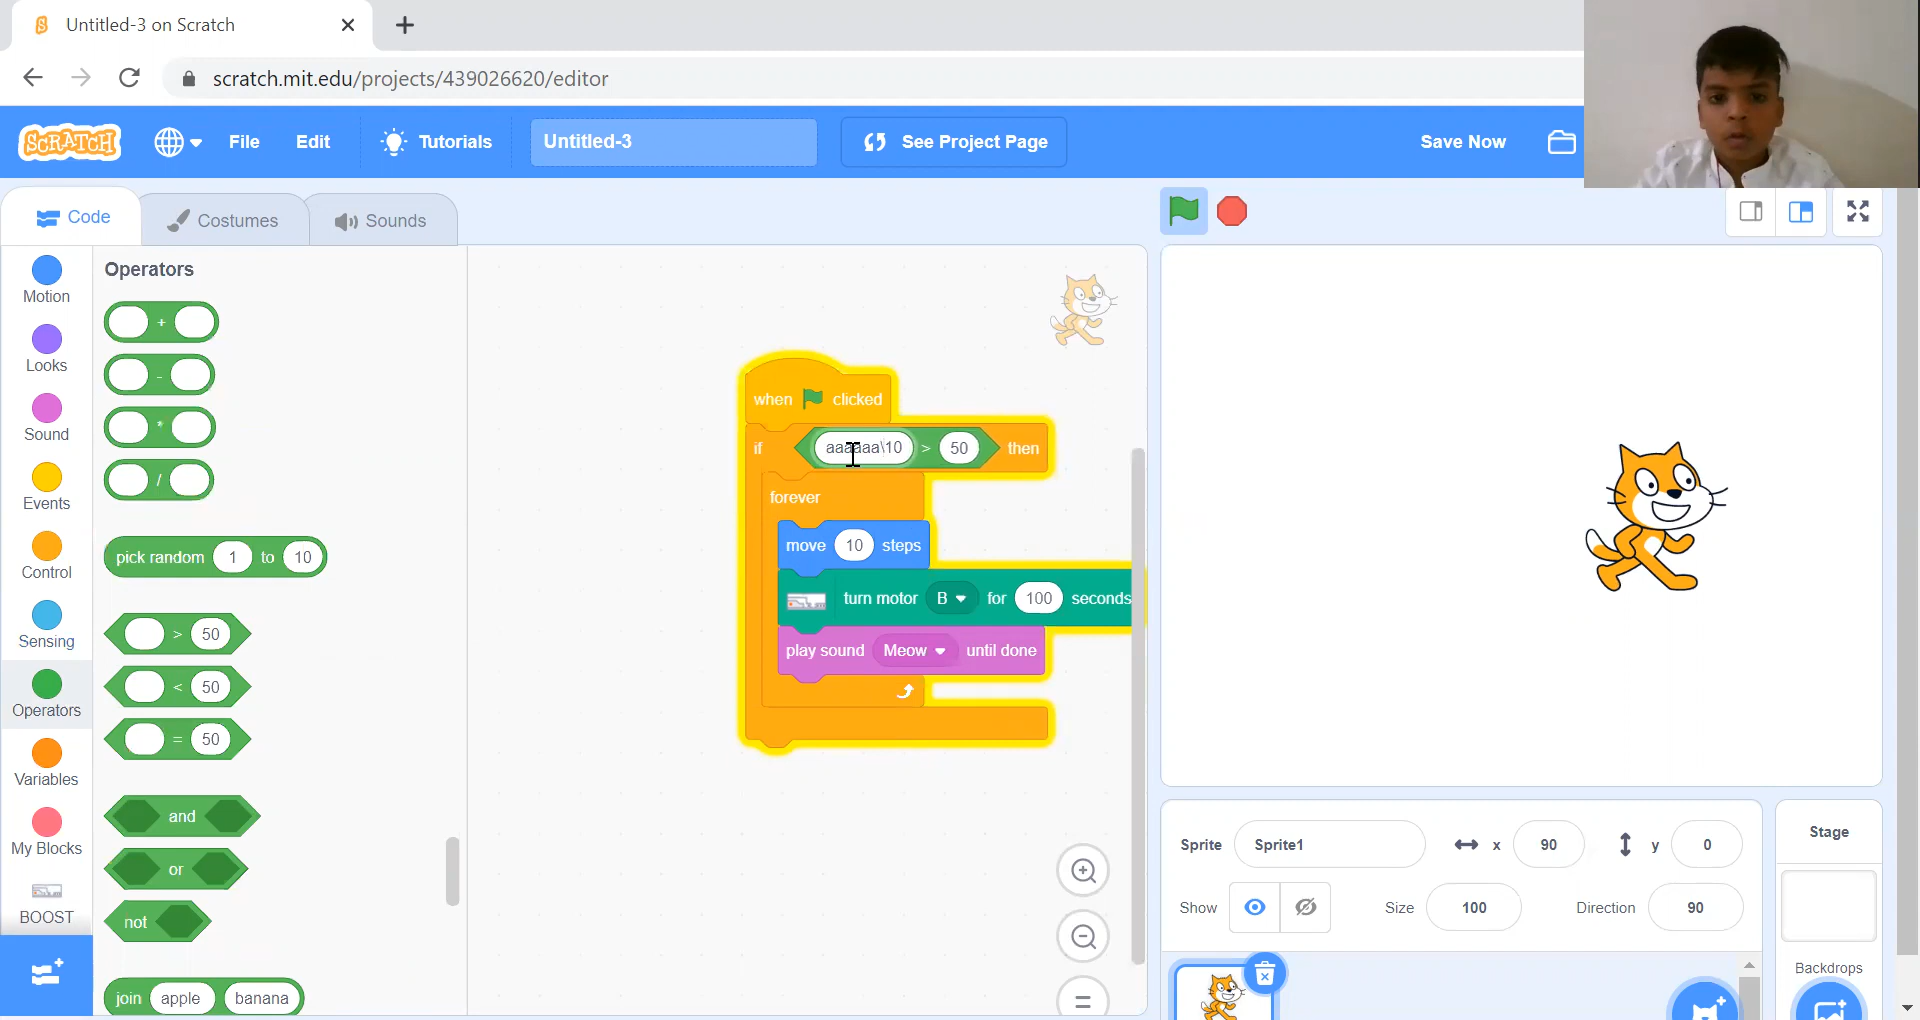 Untitled-3 on Scratch
scratch.mit.edu/projects/439026620/editor
SCRATCH File Edit Tutorials Untitled-3 See Project Page Save Now
Code Costumes Sounds
Motion
Looks
Sound
Events
Control
Sensing
Operators
Variables
My Blocks
BOOST
Operators
+
-
*
/
pick random 1 to 10
> 50
< 50
= 50
and
or
not
join apple banana
when clicked
if aaaaaa\10 > 50 then
forever
move 10 steps
turn motor B for 100 seconds
play sound Meow until done
Sprite Sprite1 x 90 y 0
Show Size 100 Direction 90
Stage
Backdrops